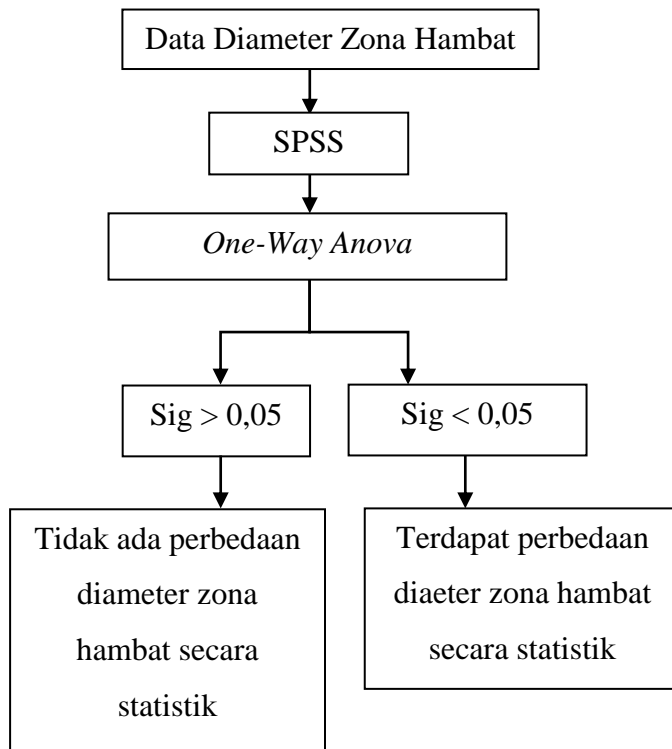 Data Diameter Zona Hambat
SPSS
One-Way Anova
Sig > 0,05
Sig < 0,05
Tidak ada perbedaan
diameter zona
hambat secara
statistik
Terdapat perbedaan
diaeter zona hambat
secara statistik